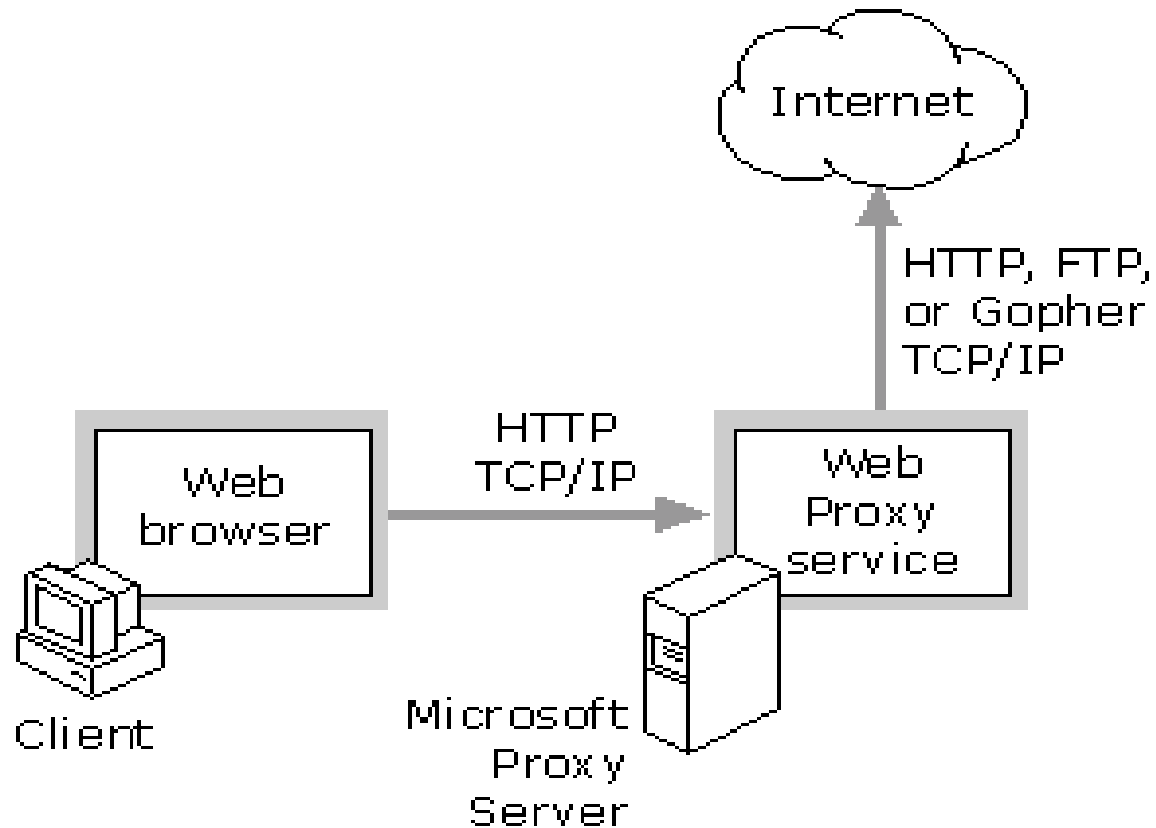 Internet
HTTP, FTP,
or Gopher
TCP/IP
HTTP
TCP/IP
Web
browser
Web
Proxy
service
Client
Microsoft
Proxy
Server